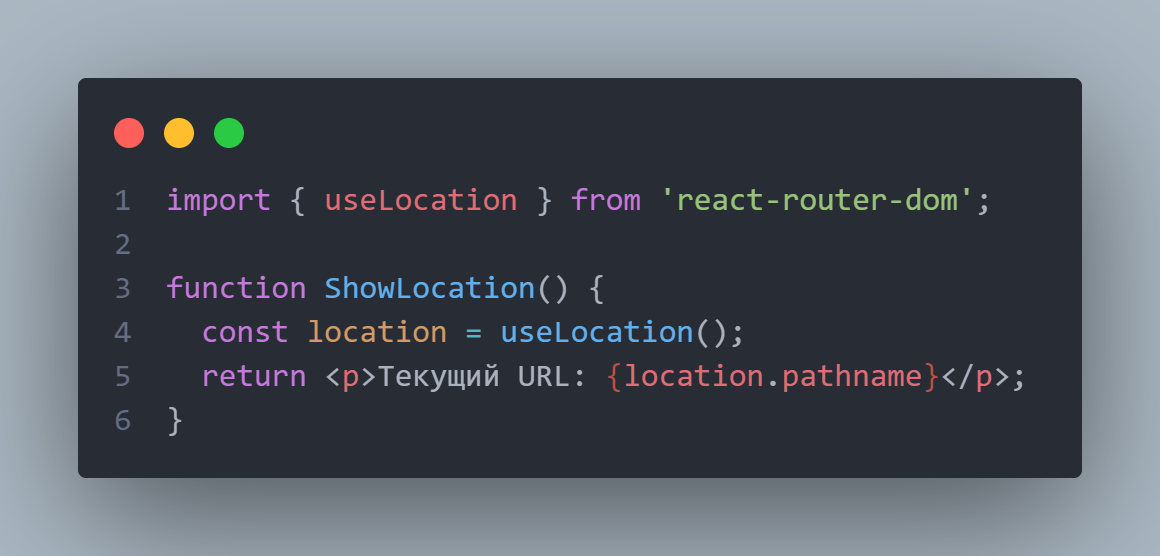 1 import { useLocation } from 'react-router-dom';
2
3 function ShowLocation() {
4   const location = useLocation();
5   return <p>Текущий URL: {location.pathname}</p>;
6 }